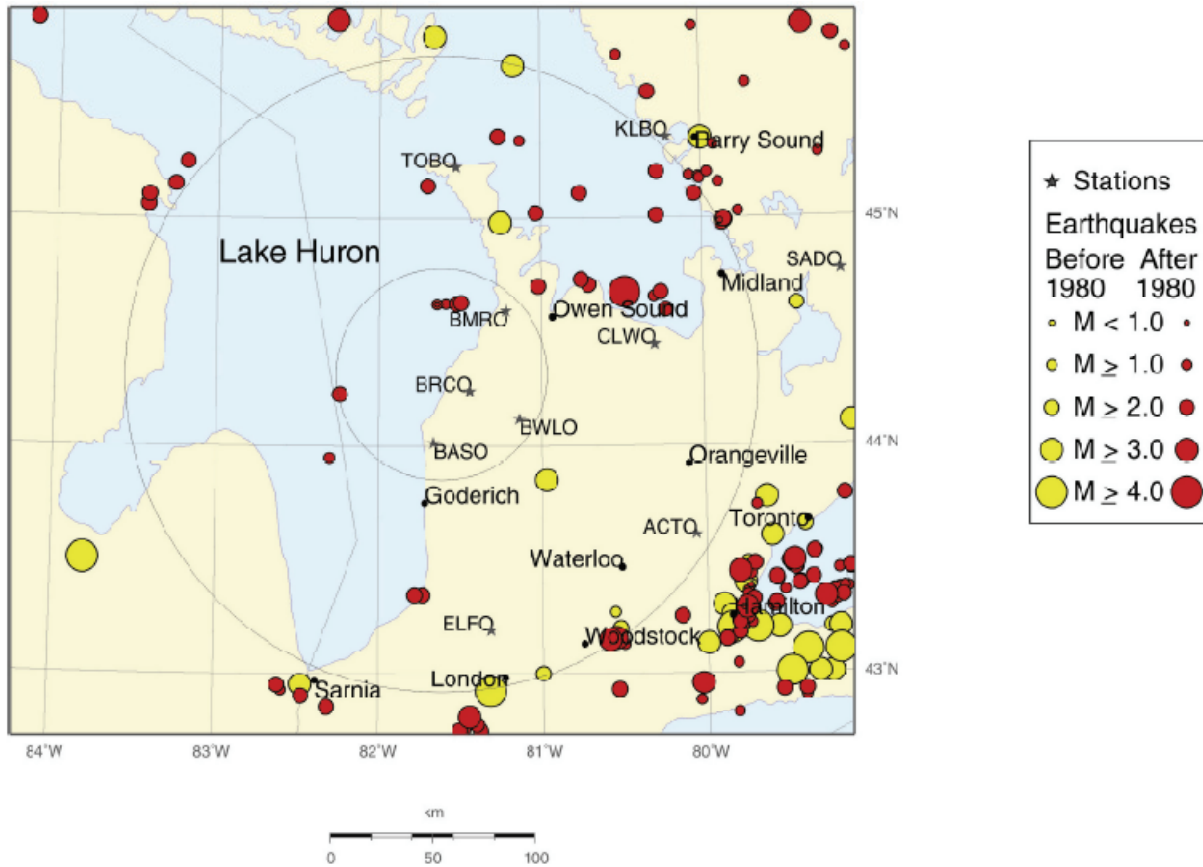 KLBO
Parry Sound
TOBO
45°N
Lake Huron
SADO
Midland
BMRO
Owen Sound
CLWO
BRCO
BWLO
BASO
44°N
Orangeville
Goderich
ACTO
Toronto
Waterloo
Hamilton
ELFO
Woodstock
London
43°N
Sarnia
84°W
83°W
82°W
81°W
80°W
km
0
50
100
Stations
Earthquakes
Before After
1980 1980
M < 1.0
M ≥ 1.0
M ≥ 2.0
M ≥ 3.0
M ≥ 4.0